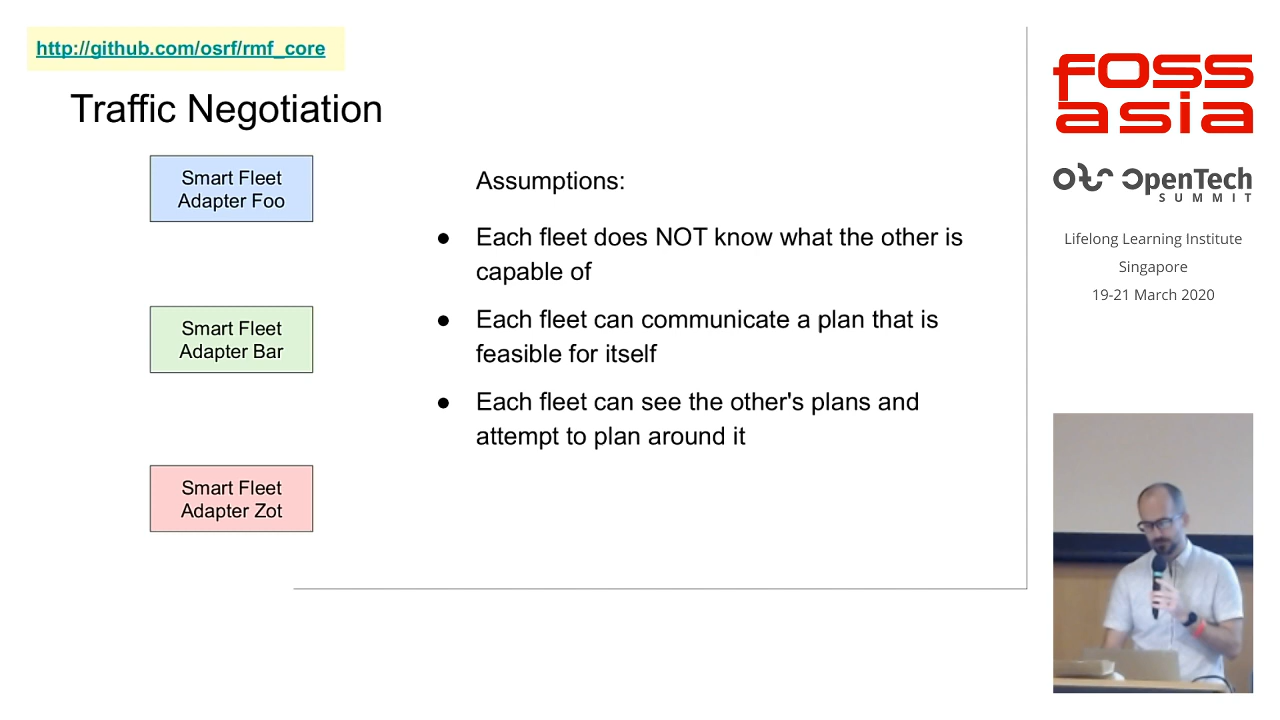 http://github.com/osrf/rmf_core
Traffic Negotiation
Smart Fleet
Adapter Foo
Smart Fleet
Adapter Bar
Smart Fleet
Adapter Zot
Assumptions:
● Each fleet does NOT know what the other is
capable of
● Each fleet can communicate a plan that is
feasible for itself
● Each fleet can see the other's plans and
attempt to plan around it
FOSS
asia
OpenTech
SUMMIT
Lifelong Learning Institute
Singapore
19-21 March 2020